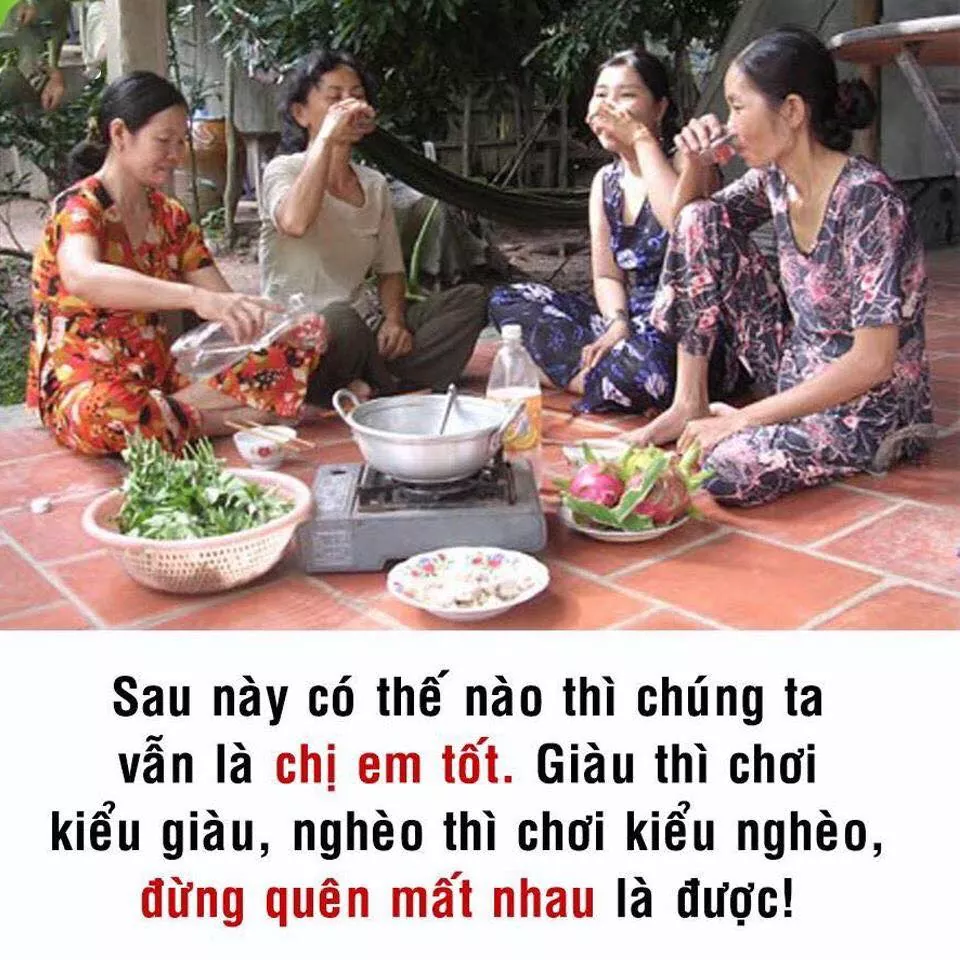 Sau này có thế nào thì chúng ta
vẫn là chị em tốt. Giàu thì chơi
kiểu giàu, nghèo thì chơi kiểu nghèo,
đừng quên mất nhau là được!